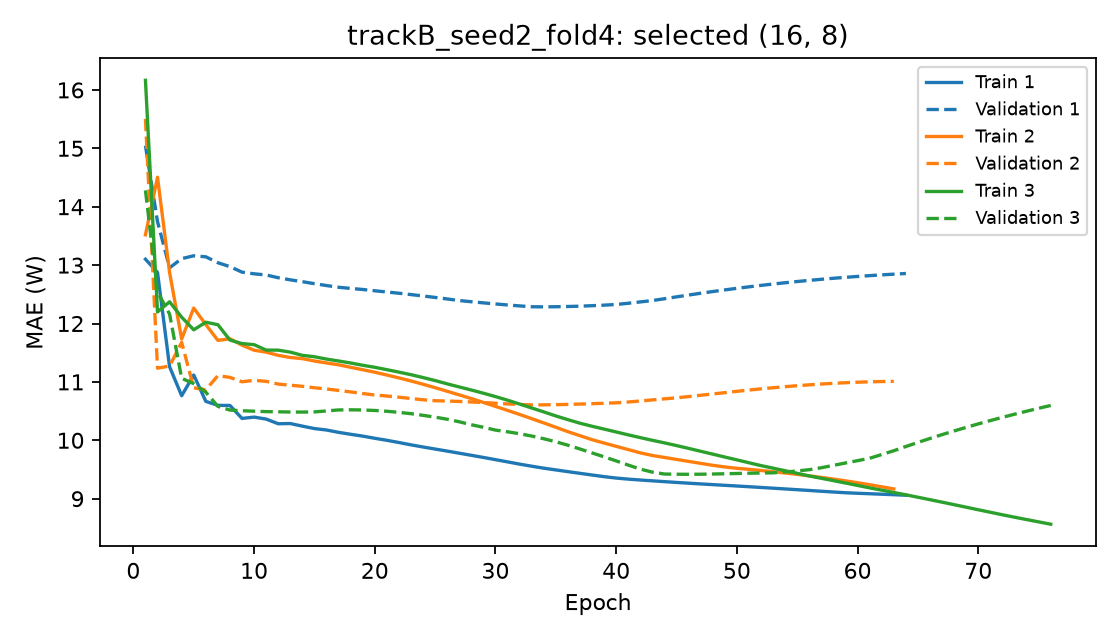 trackB_seed2_fold4: selected (16, 8)
Train 1
Validation 1
Train 2
Validation 2
Train 3
Validation 3
MAE (W)
16
15
14
13
12
11
10
9
0 10 20 30 40 50 60 70
Epoch